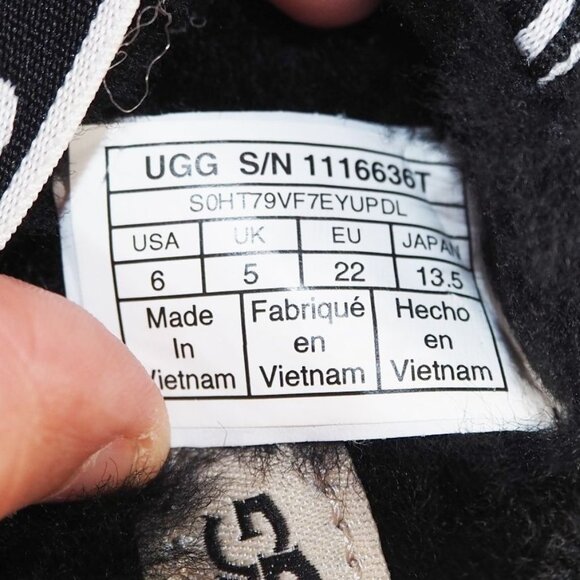 UGG S/N 1116636T
S0HT79VF7EYUPDL
USA UK EU JAPAN
6 5 22 13.5
Made In Vietnam
Fabriqué en Vietnam
Hecho en Vietnam